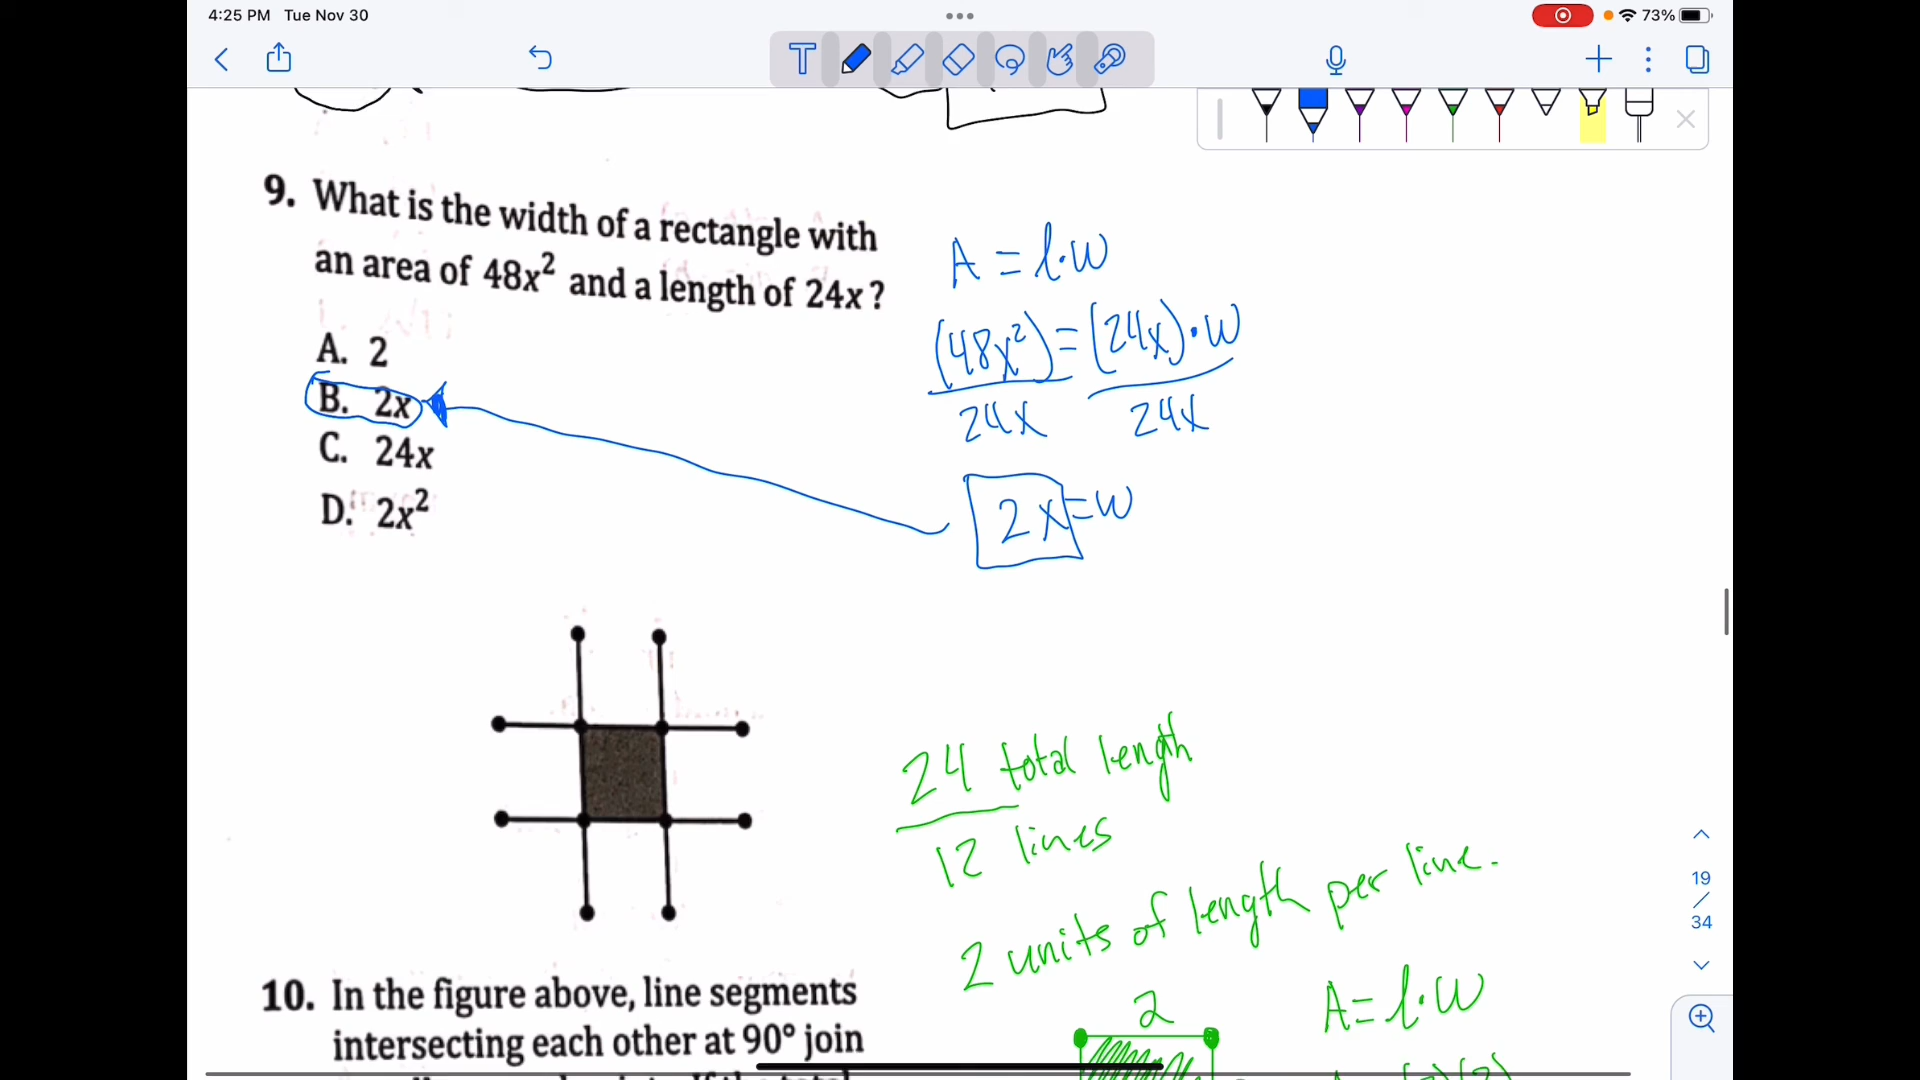 4:25 PM Tue Nov 30
73%
T
9. What is the width of a rectangle with
an area of 48x² and a length of 24x?
A. 2
B. 2x
C. 24x
D. 2x²
A = l·w
(48x²) = (24x)·w
24x 24x
2x = w
24 total length
12 lines
2 units of length per line.
2
A = l·w
19
/
34
10. In the figure above, line segments
intersecting each other at 90° join